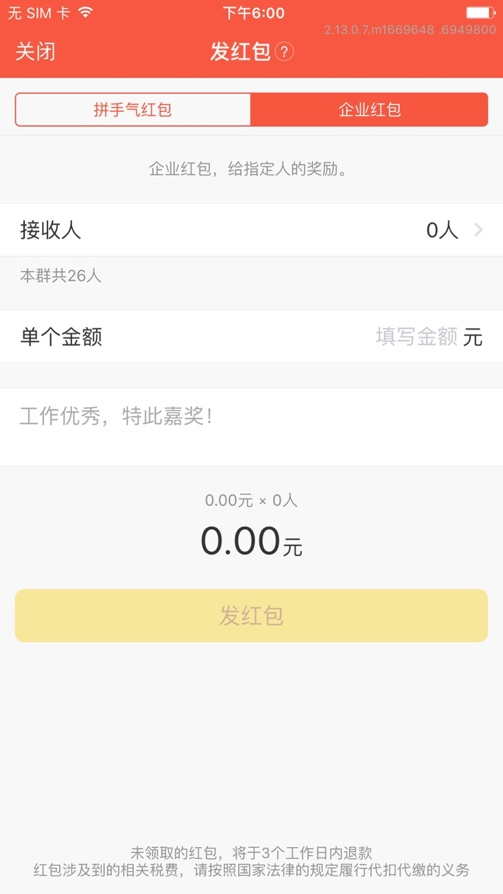 无 SIM 卡 下午6:00
2.13.0.7.m1669648 .6949800
关闭 发红包 ?
拼手气红包 企业红包
企业红包，给指定人的奖励。
接收人 0人
本群共26人
单个金额 填写金额 元
工作优秀，特此嘉奖！
0.00元 × 0人
0.00元
发红包
未领取的红包，将于3个工作日内退款
红包涉及到的相关税费，请按照国家法律的规定履行代扣代缴的义务